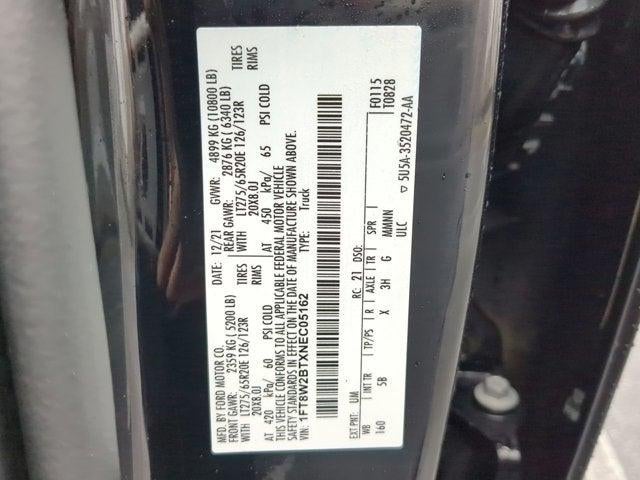 MFD. BY FORD MOTOR CO.
DATE: 12/21 GVWR: 4899 KG (10800 LB)
FRONT GAWR: 2359 KG (5200 LB) REAR GAWR: 2876 KG (6340 LB)
WITH LT275/65R20E 126/123R TIRES WITH LT275/65R20E 126/123R TIRES
20X8.0J RIMS 20X8.0J RIMS
AT 420 kPa/ 60 PSI COLD AT 450 kPa/ 65 PSI COLD
THIS VEHICLE CONFORMS TO ALL APPLICABLE FEDERAL MOTOR VEHICLE
SAFETY STANDARDS IN EFFECT ON THE DATE OF MANUFACTURE SHOWN ABOVE.
VIN: 1FT8W2BTXNEC05162 TYPE: Truck
F0115
T0828
EXT PNT: UM RC: 21 DSO:
WB INT TR TP/PS R AXLE TR SPR
160 5B X 3H G MMNNN
ULC
▽ 5U5A-3520472-AA